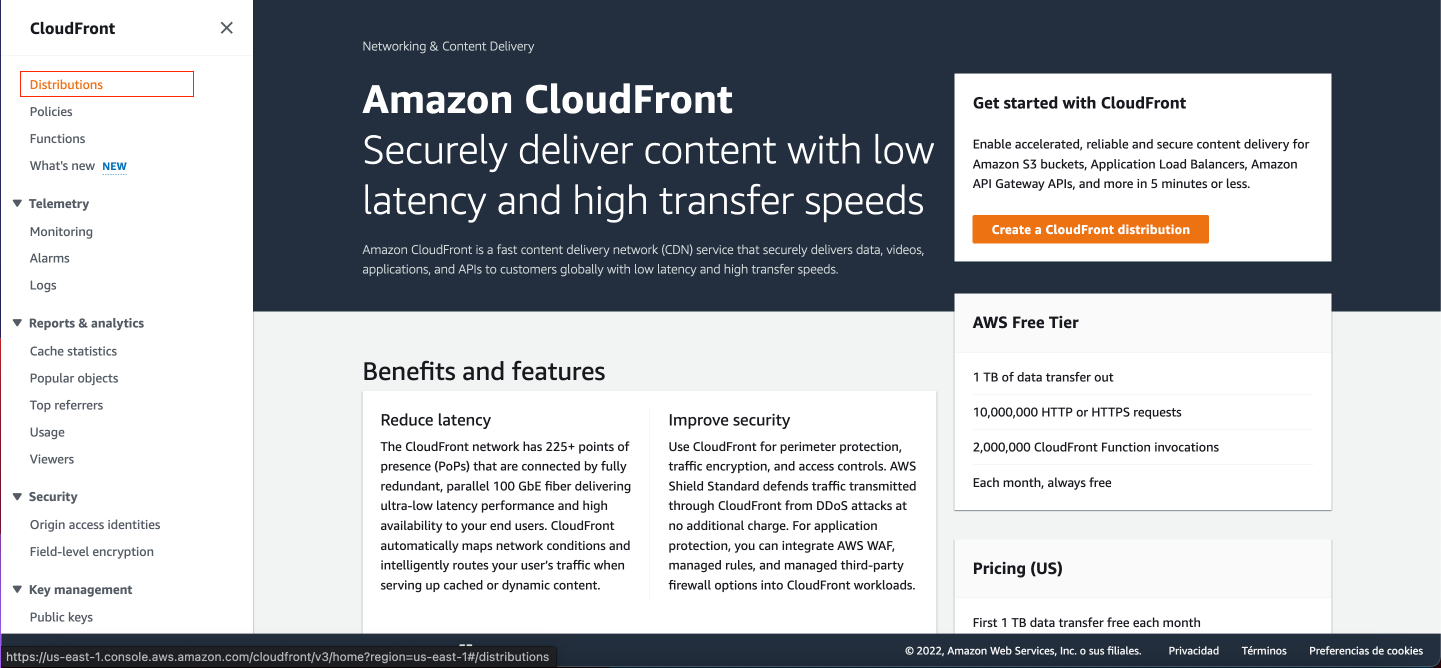 CloudFront
Distributions
Policies
Functions
What's new NEW
Telemetry
Monitoring
Alarms
Logs
Reports & analytics
Cache statistics
Popular objects
Top referrers
Usage
Viewers
Security
Origin access identities
Field-level encryption
Key management
Public keys
Networking & Content Delivery
Amazon CloudFront
Securely deliver content with low
latency and high transfer speeds
Amazon CloudFront is a fast content delivery network (CDN) service that securely delivers data, videos,
applications, and APIs to customers globally with low latency and high transfer speeds.
Get started with CloudFront
Enable accelerated, reliable and secure content delivery for
Amazon S3 buckets, Application Load Balancers, Amazon
API Gateway APIs, and more in 5 minutes or less.
Create a CloudFront distribution
AWS Free Tier
1 TB of data transfer out
10,000,000 HTTP or HTTPS requests
2,000,000 CloudFront Function invocations
Each month, always free
Benefits and features
Reduce latency
The CloudFront network has 225+ points of
presence (PoPs) that are connected by fully
redundant, parallel 100 GbE fiber delivering
ultra-low latency performance and high
availability to your end users. CloudFront
automatically maps network conditions and
intelligently routes your user's traffic when
serving up cached or dynamic content.
Improve security
Use CloudFront for perimeter protection,
traffic encryption, and access controls. AWS
Shield Standard defends traffic transmitted
through CloudFront from DDoS attacks at
no additional charge. For application
protection, you can integrate AWS WAF,
managed rules, and managed third-party
firewall options into CloudFront workloads.
Pricing (US)
First 1 TB data transfer free each month
https://us-east-1.console.aws.amazon.com/cloudfront/v3/home?region=us-east-1#/distributions
© 2022, Amazon Web Services, Inc. o sus filiales.
Privacidad
Términos
Preferencias de cookies